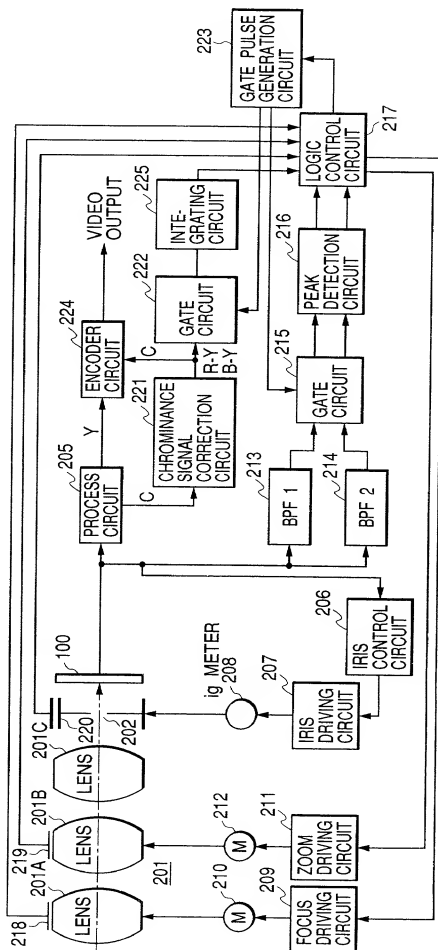 223
GATE PULSE
GENERATION
CIRCUIT
VIDEO
OUTPUT
224
ENCODER
CIRCUIT
225
INTE-
GRATING
CIRCUIT
222
GATE
CIRCUIT
LOGIC
CONTROL
CIRCUIT
217
205
PROCESS
CIRCUIT
Y
C
C
R-Y
B-Y
221
CHROMINANCE
SIGNAL
CORRECTION
CIRCUIT
216
PEAK
DETECTION
CIRCUIT
215
GATE
CIRCUIT
213
BPF 1
214
BPF 2
100
201C
220
202
ig METER
208
207
IRIS
DRIVING
CIRCUIT
206
IRIS
CONTROL
CIRCUIT
LENS
201B
LENS
219
201A
LENS
218
201
212
M
210
M
211
ZOOM
DRIVING
CIRCUIT
209
FOCUS
DRIVING
CIRCUIT